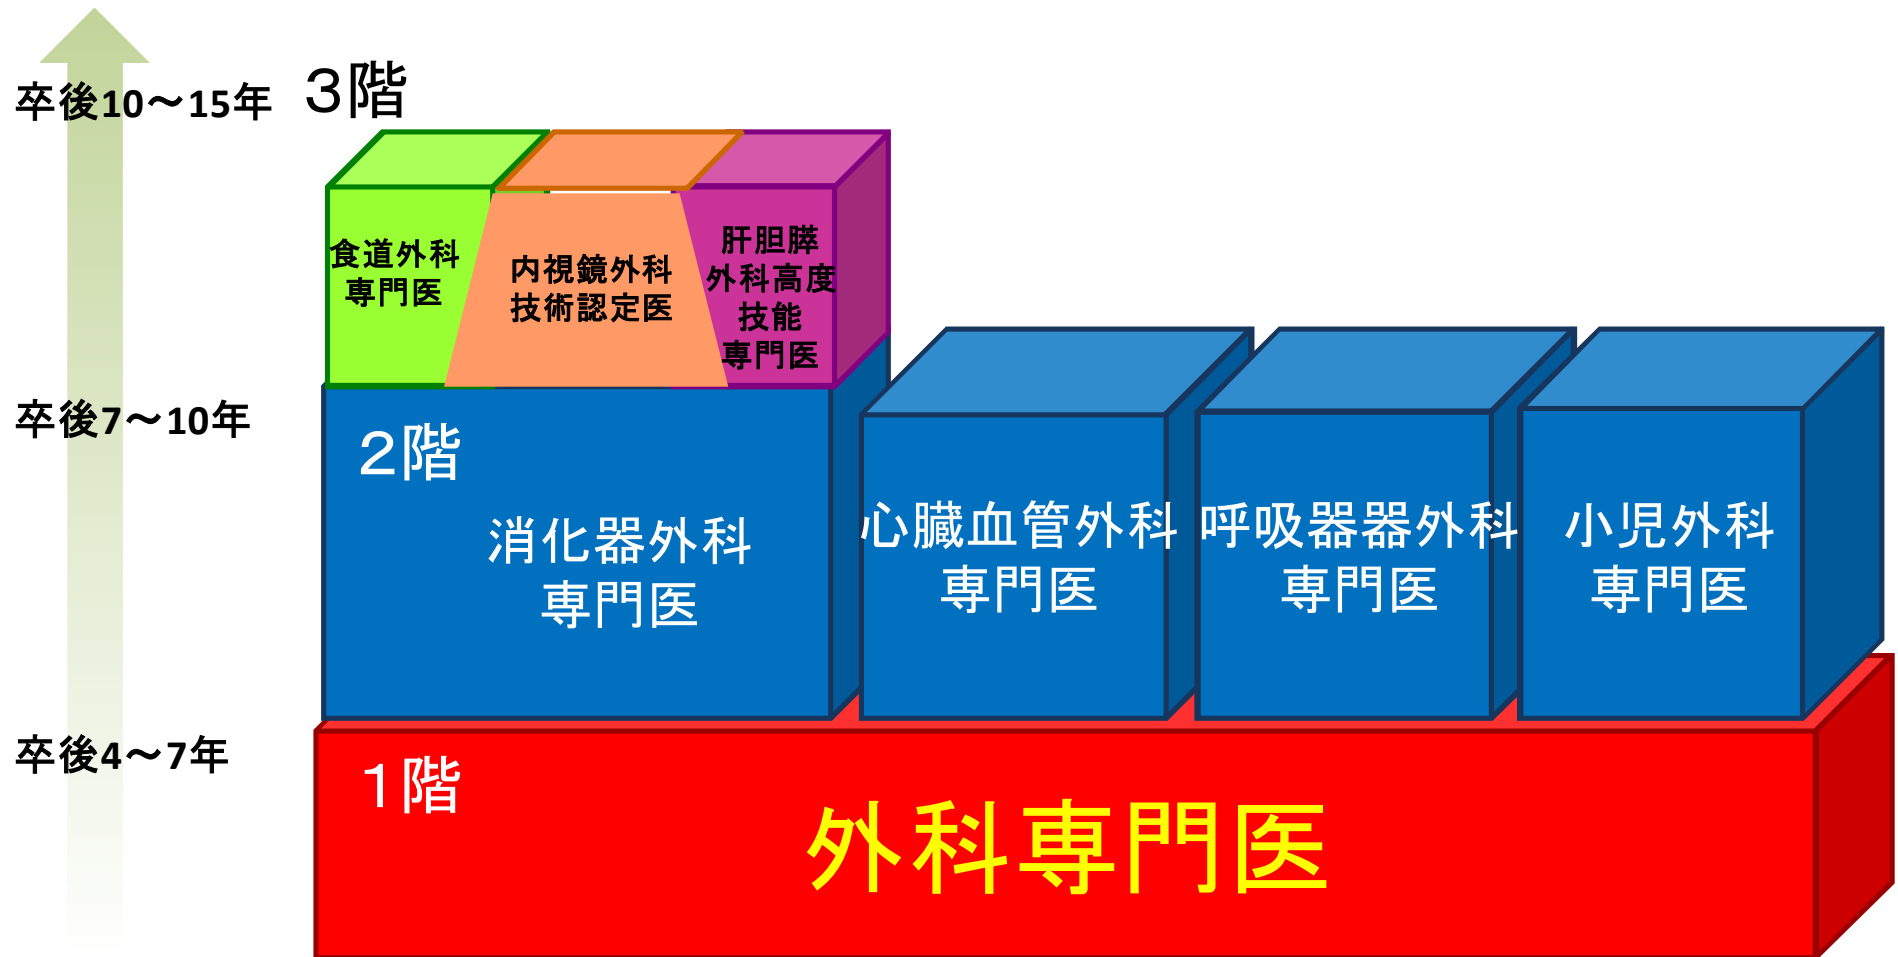 卒後10～15年
3階
食道外科
専門医
内視鏡外科
技術認定医
肝胆膵
外科高度
技能
専門医
卒後7～10年
2階
消化器外科
専門医
心臓血管外科
専門医
呼吸器器外科
専門医
小児外科
専門医
卒後4～7年
1階
外科専門医